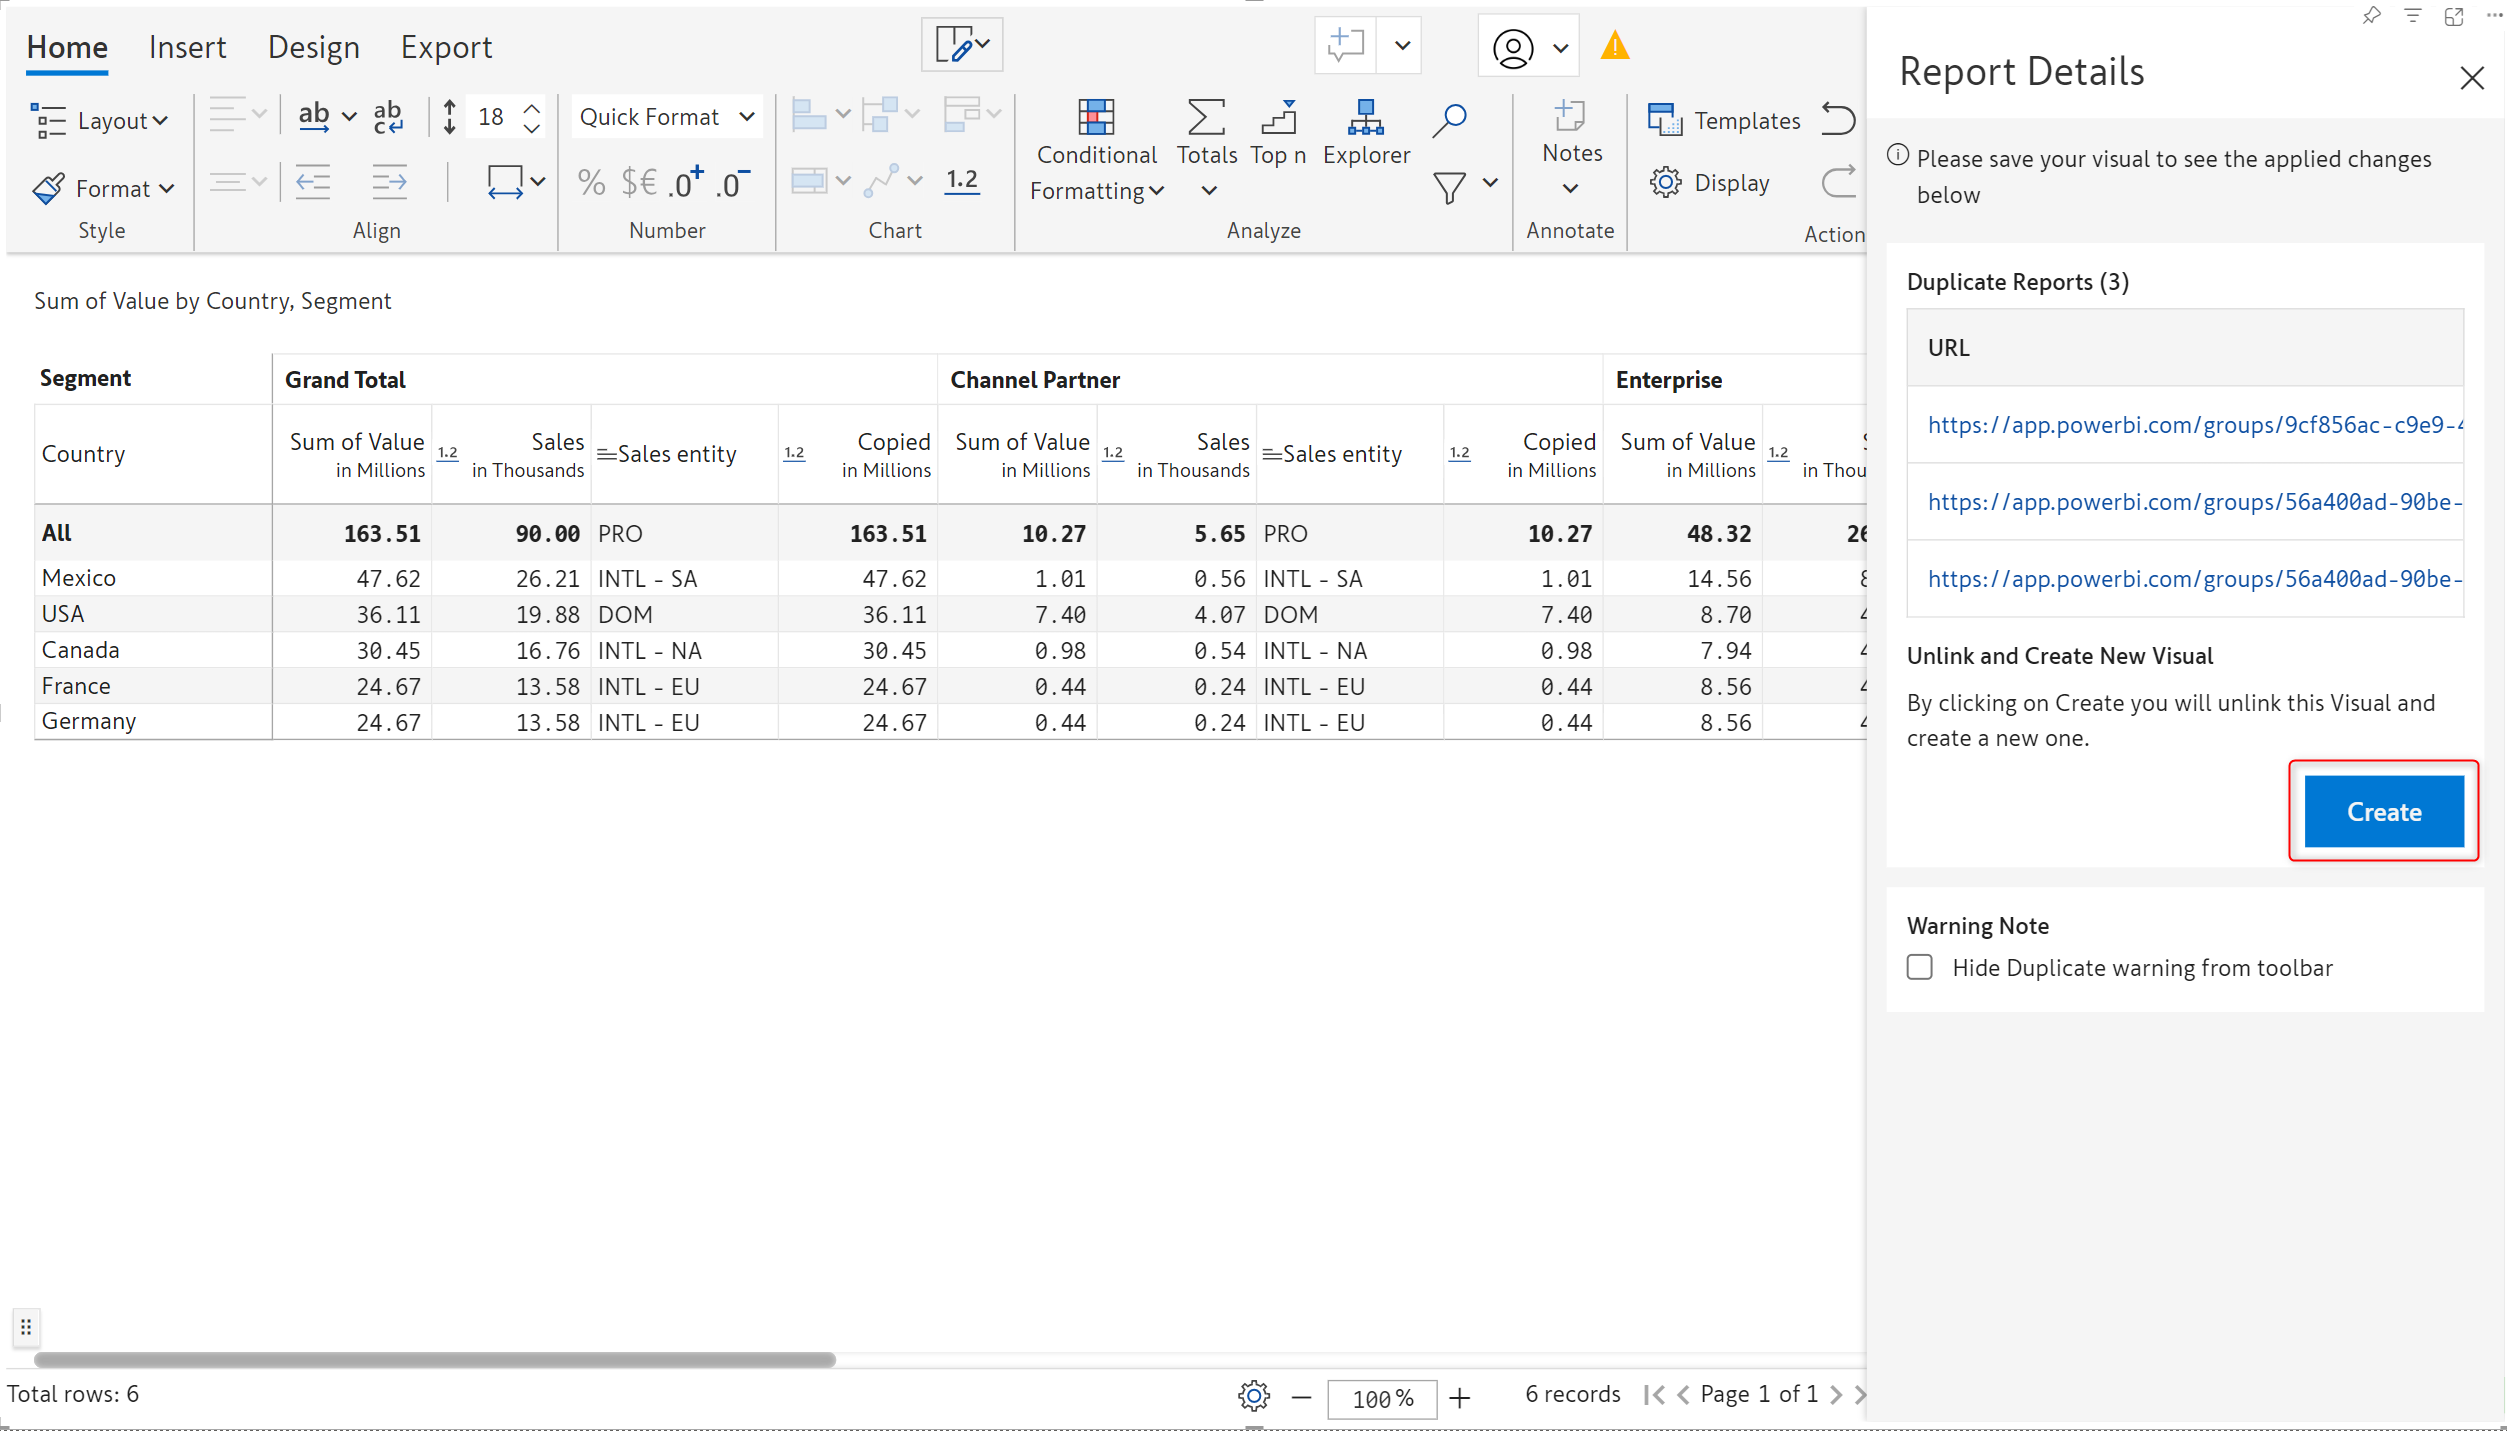 Home Insert Design Export
Layout
Format
Style
ab
ab
c
18
Align
Quick Format
% $€ .0+ .0-
Number
1.2
Chart
Conditional
Formatting
Totals
Top n
Explorer
Analyze
Notes
Annotate
Templates
Display
Action
Sum of Value by Country, Segment
Segment Grand Total Channel Partner Enterprise
Country Sum of Value 1.2 Sales Sales entity 1.2 Copied Sum of Value 1.2 Sales Sales entity 1.2 Copied Sum of Value 1.2
in Millions in Thousands in Millions in Millions in Thousands in Millions in Millions in Thou
All 163.51 90.00 PRO 163.51 10.27 5.65 PRO 10.27 48.32 26
Mexico 47.62 26.21 INTL - SA 47.62 1.01 0.56 INTL - SA 1.01 14.56
USA 36.11 19.88 DOM 36.11 7.40 4.07 DOM 7.40 8.70 4
Canada 30.45 16.76 INTL - NA 30.45 0.98 0.54 INTL - NA 0.98 7.94 4
France 24.67 13.58 INTL - EU 24.67 0.44 0.24 INTL - EU 0.44 8.56 4
Germany 24.67 13.58 INTL - EU 24.67 0.44 0.24 INTL - EU 0.44 8.56 4
Total rows: 6
100%
6 records
Page 1 of 1
Report Details
Please save your visual to see the applied changes
below
Duplicate Reports (3)
URL
https://app.powerbi.com/groups/9cf856ac-c9e9-4
https://app.powerbi.com/groups/56a400ad-90be-
https://app.powerbi.com/groups/56a400ad-90be-
Unlink and Create New Visual
By clicking on Create you will unlink this Visual and
create a new one.
Create
Warning Note
Hide Duplicate warning from toolbar